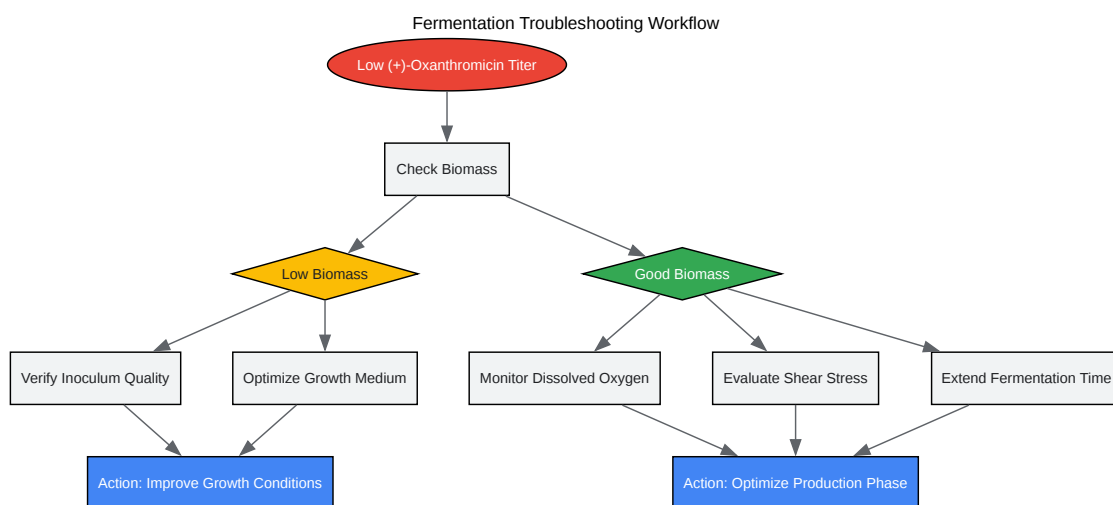 Fermentation Troubleshooting Workflow
Low (+)-Oxanthromicin Titer
Check Biomass
Low Biomass
Good Biomass
Verify Inoculum Quality
Optimize Growth Medium
Monitor Dissolved Oxygen
Evaluate Shear Stress
Extend Fermentation Time
Action: Improve Growth Conditions
Action: Optimize Production Phase